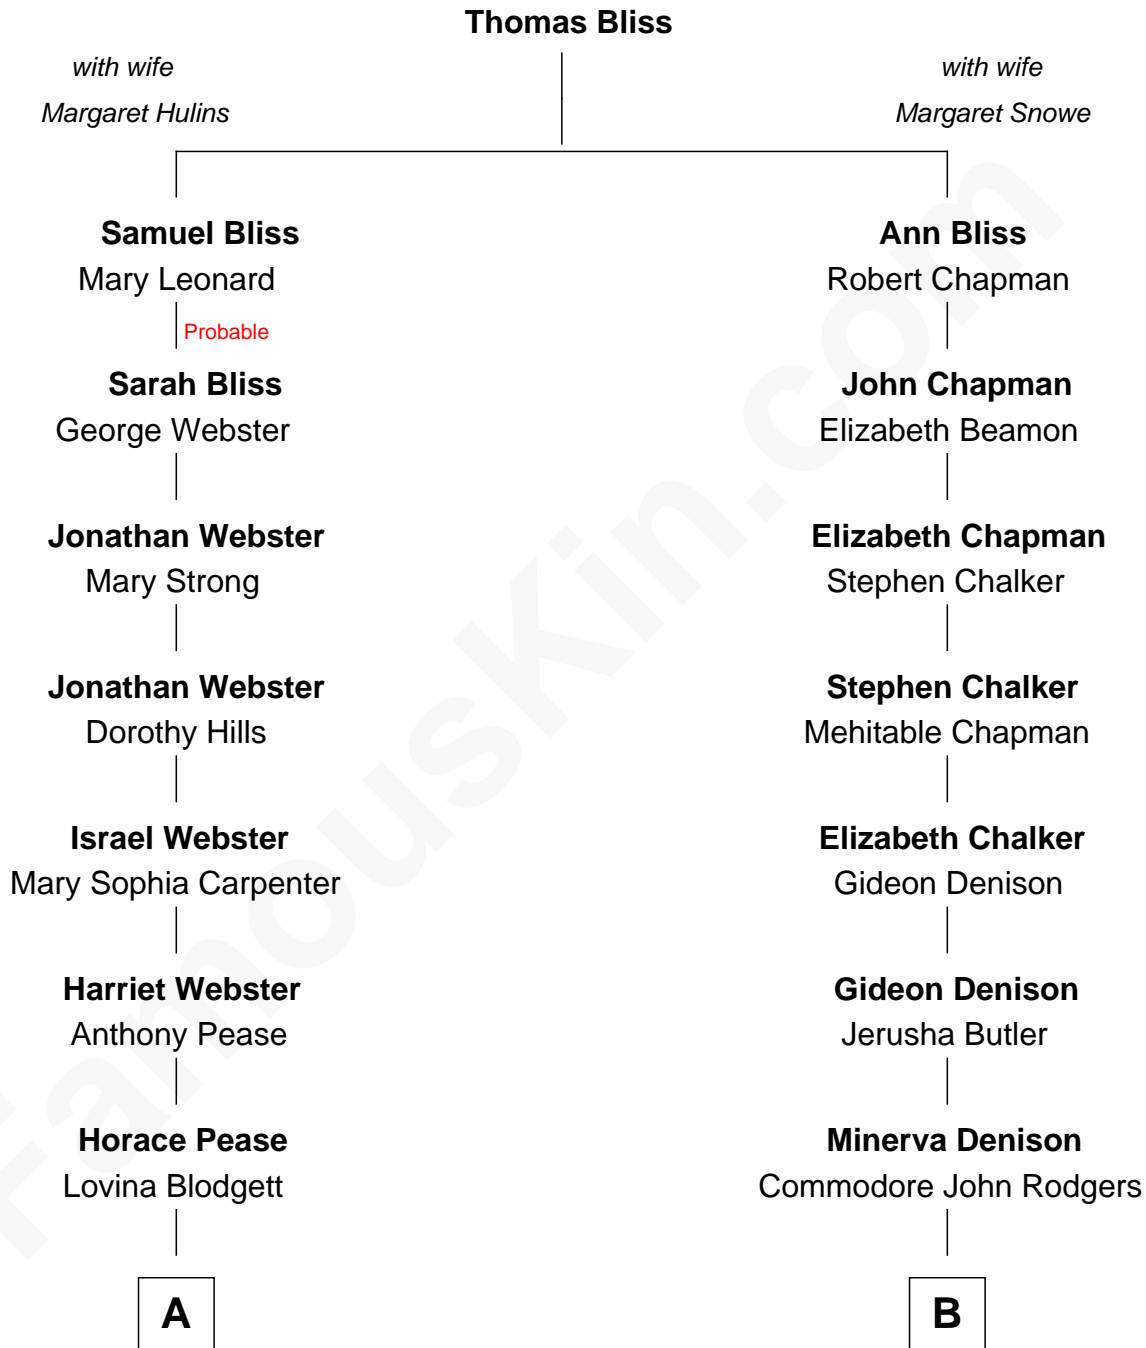 Thomas Bliss
with wife
Margaret Hulins
with wife
Margaret Snowe
Samuel Bliss
Mary Leonard
Probable
Sarah Bliss
George Webster
Jonathan Webster
Mary Strong
Jonathan Webster
Dorothy Hills
Israel Webster
Mary Sophia Carpenter
Harriet Webster
Anthony Pease
Horace Pease
Lovina Blodgett
A
Ann Bliss
Robert Chapman
John Chapman
Elizabeth Beamon
Elizabeth Chapman
Stephen Chalker
Stephen Chalker
Mehitable Chapman
Elizabeth Chalker
Gideon Denison
Gideon Denison
Jerusha Butler
Minerva Denison
Commodore John Rodgers
B
FamousKin.com